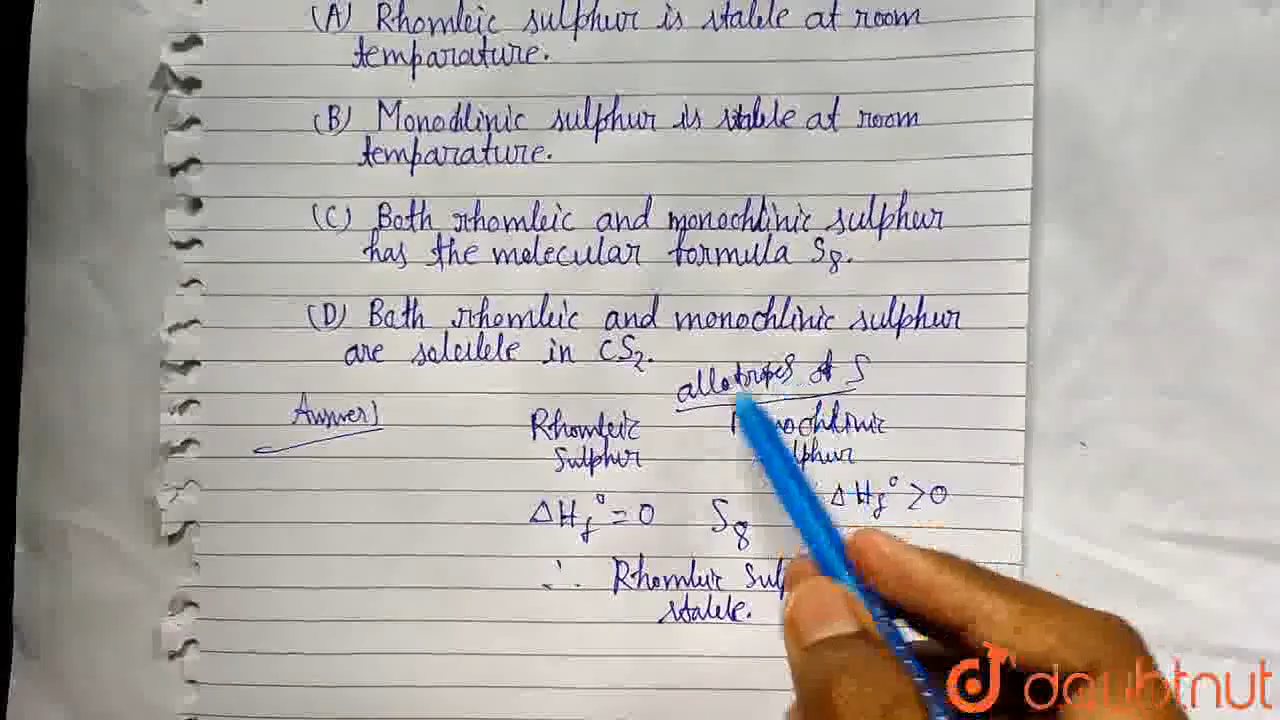 (A) Rhombic sulphur is stable at room
temparature.
(B) Monochlinic sulphur is stable at room
temparature.
(C) Both rhombic and monochlinic sulphur
has the molecular formula S₈.
(D) Both rhombic and monochlinic sulphur
are soluble in CS₂.
allotropes of S
Answer)
Rhombic
Sulphur
ΔHf° = 0
S₈
ΔHf° > 0
∴ Rhombic
stable.
doubtnut